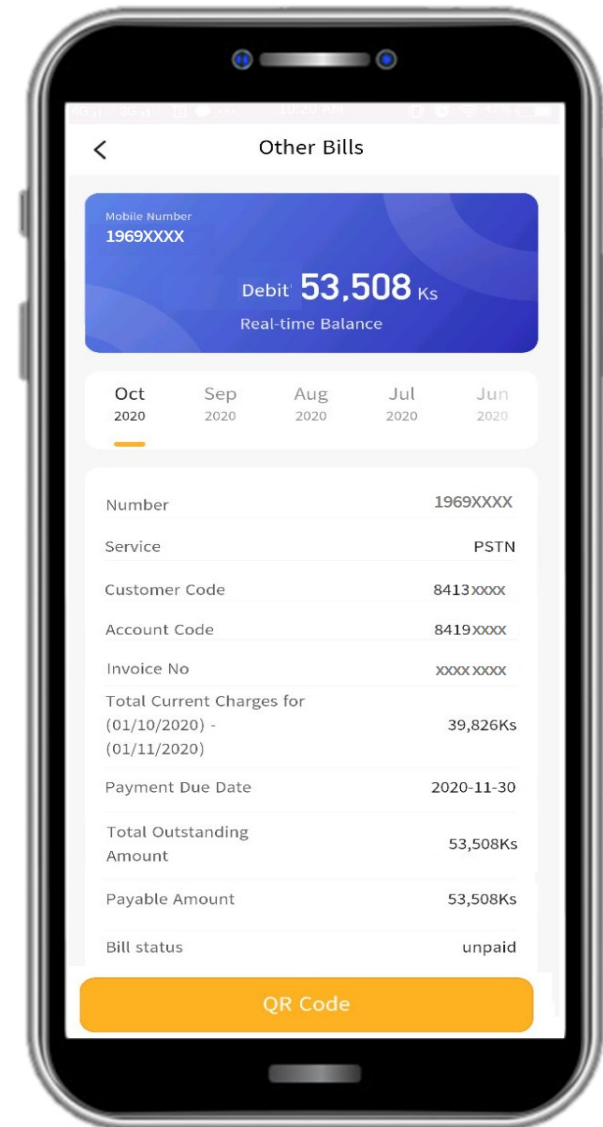 Other Bills
Mobile Number
1969XXXX
Debit 53,508 Ks
Real-time Balance
Oct Sep Aug Jul Jun
2020 2020 2020 2020 2020
Number 1969XXXX
Service PSTN
Customer Code 8413xxxx
Account Code 8419xxxx
Invoice No xxxx xxxx
Total Current Charges for
(01/10/2020) - 39,826Ks
(01/11/2020)
Payment Due Date 2020-11-30
Total Outstanding
Amount 53,508Ks
Payable Amount 53,508Ks
Bill status unpaid
QR Code